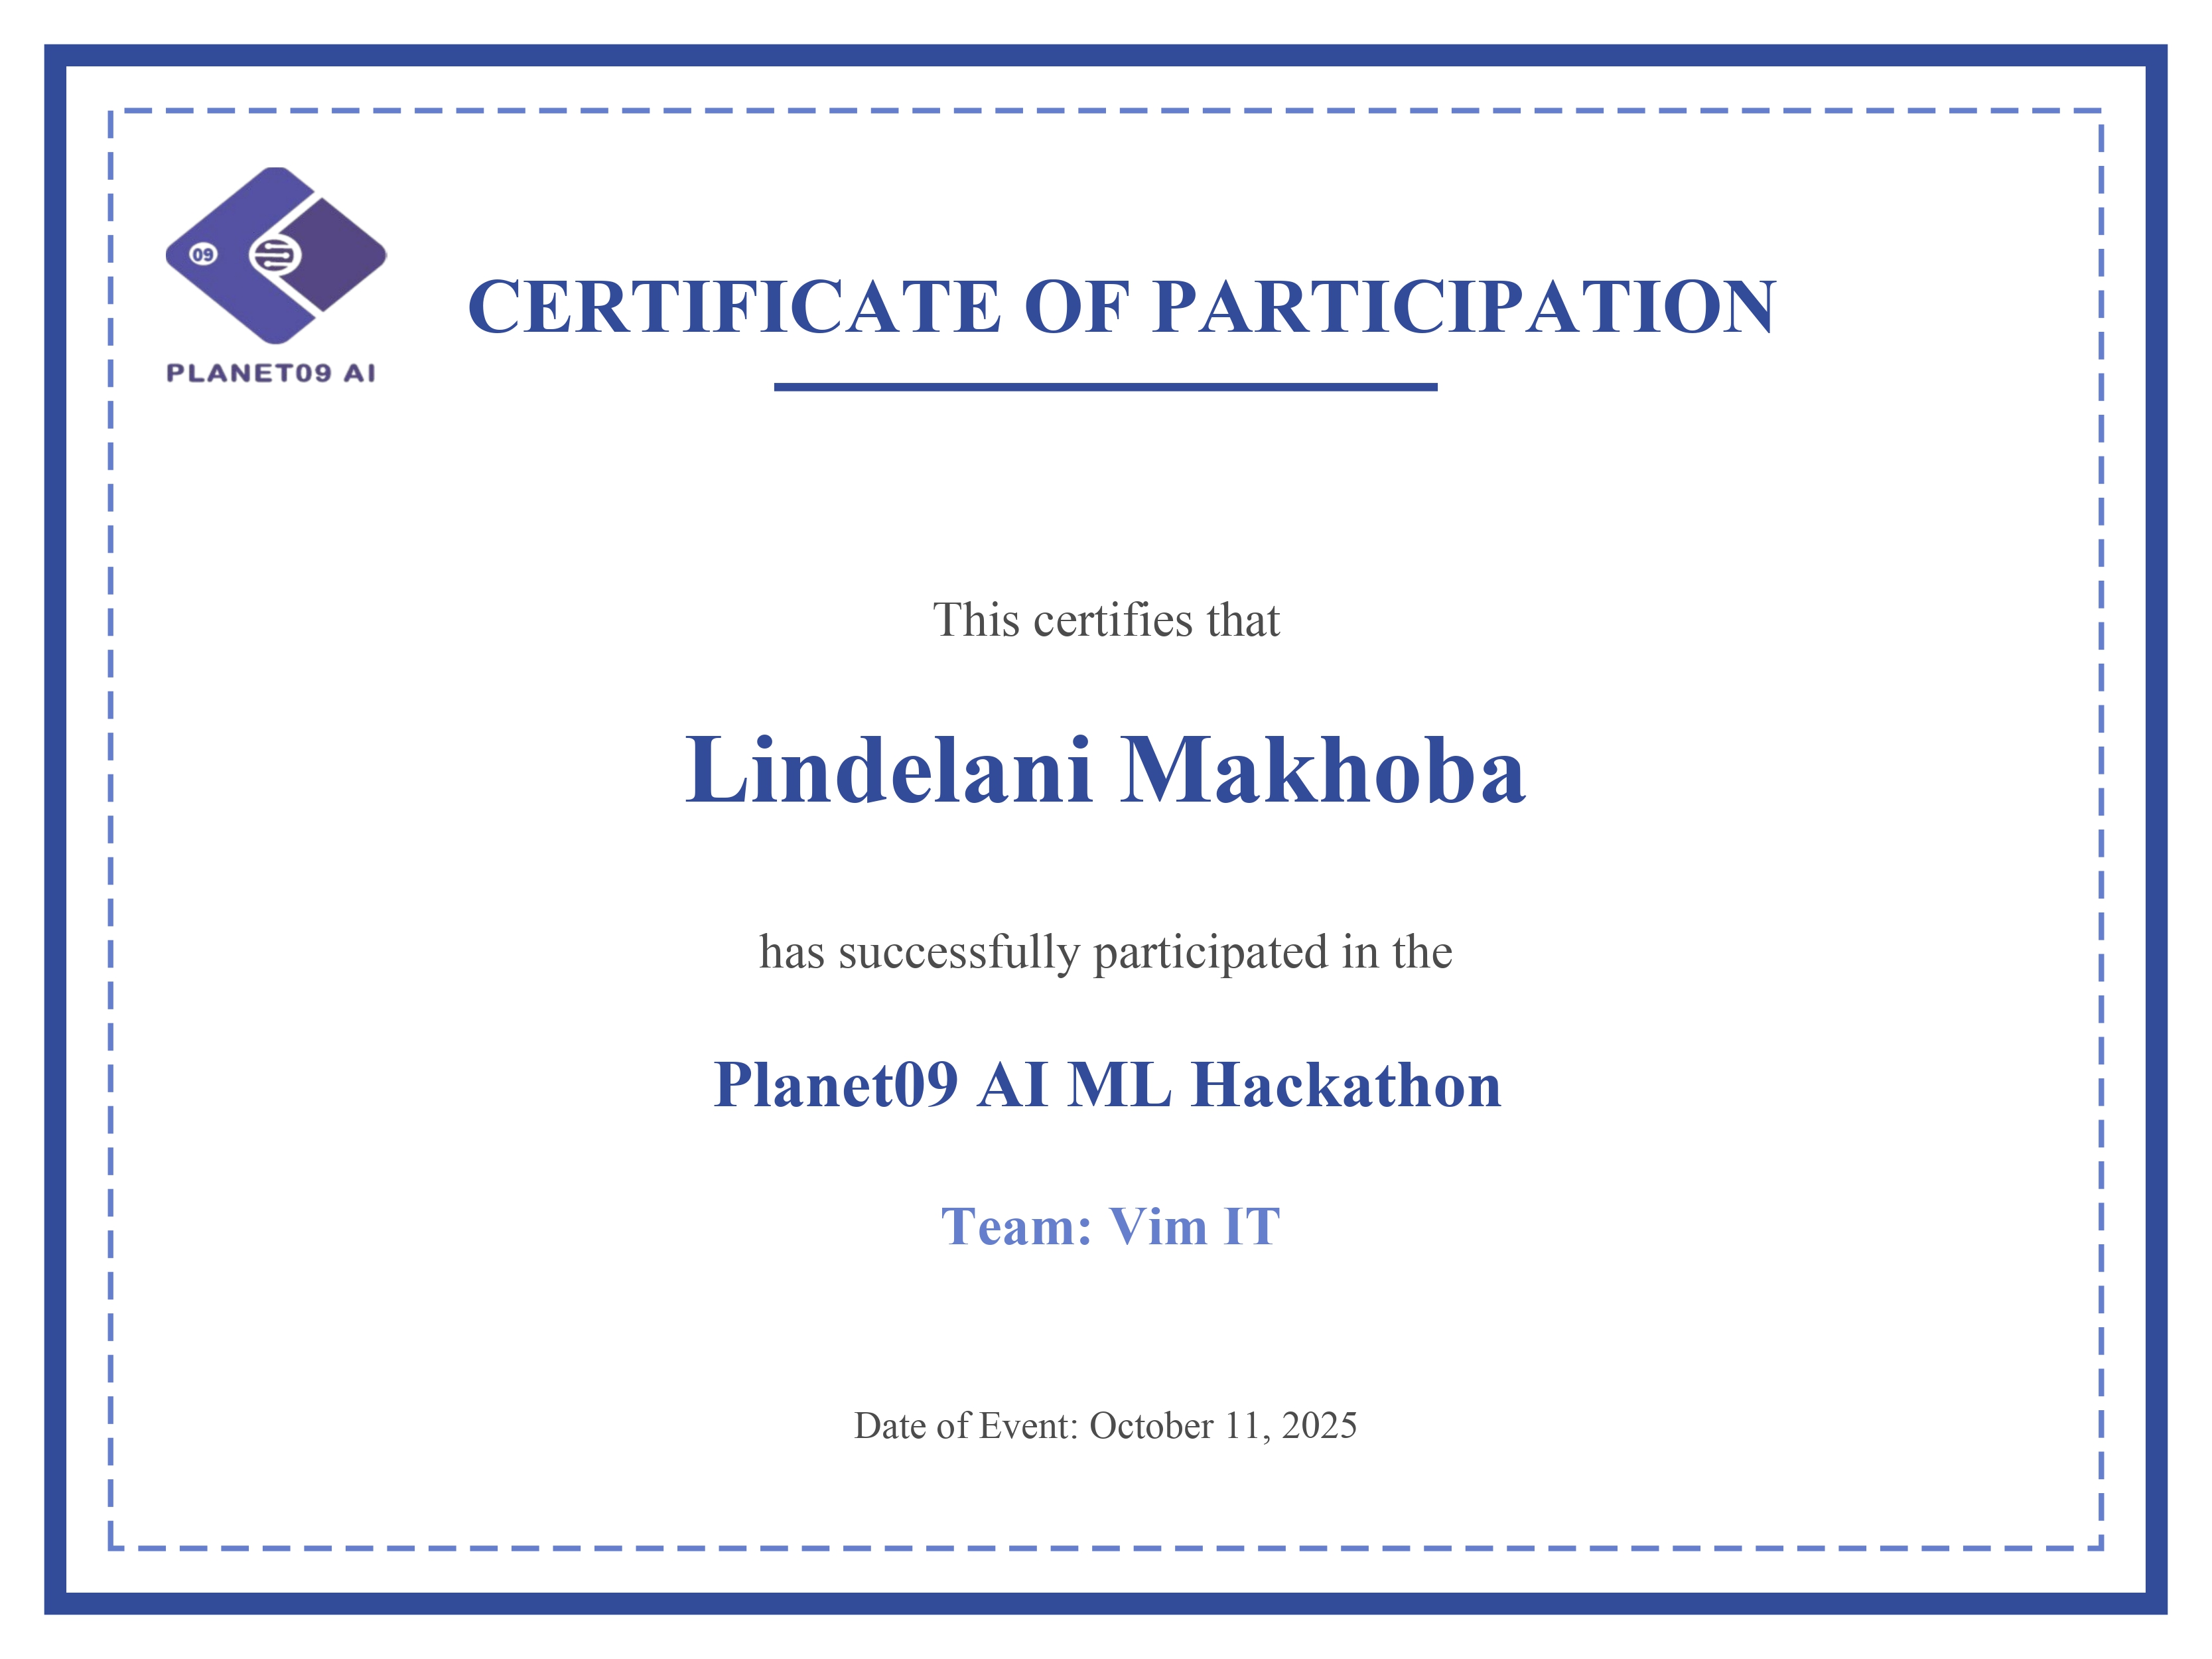 09
PLANET09 AI
CERTIFICATE OF PARTICIPATION
This certifies that
Lindelani Makhoba
has successfully participated in the
Planet09 AI ML Hackathon
Team: Vim IT
Date of Event: October 11, 2025